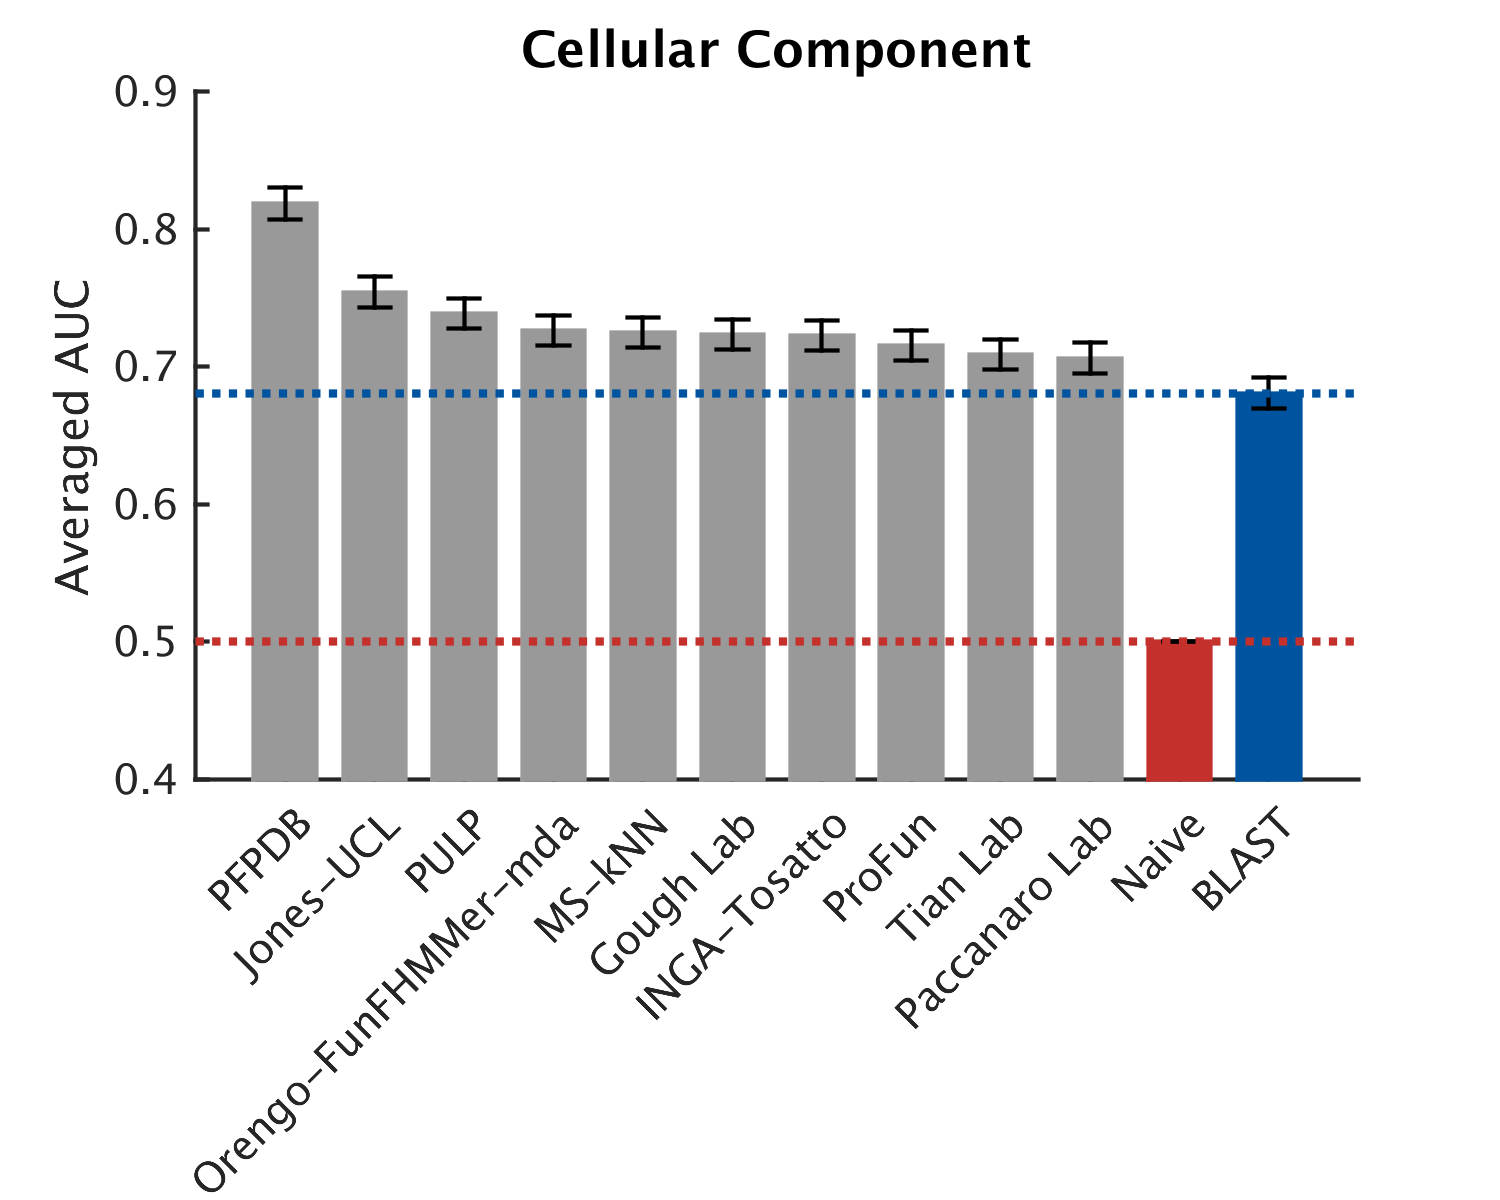 Cellular Component
Averaged AUC
0.9
0.8
0.7
0.6
0.5
0.4
PFPDB
Jones-UCL
PULP
Orengo-FunFHMMer-mda
MS-kNN
Gough Lab
INGA-Tosatto
ProFun
Tian Lab
Paccanaro Lab
Naive
BLAST